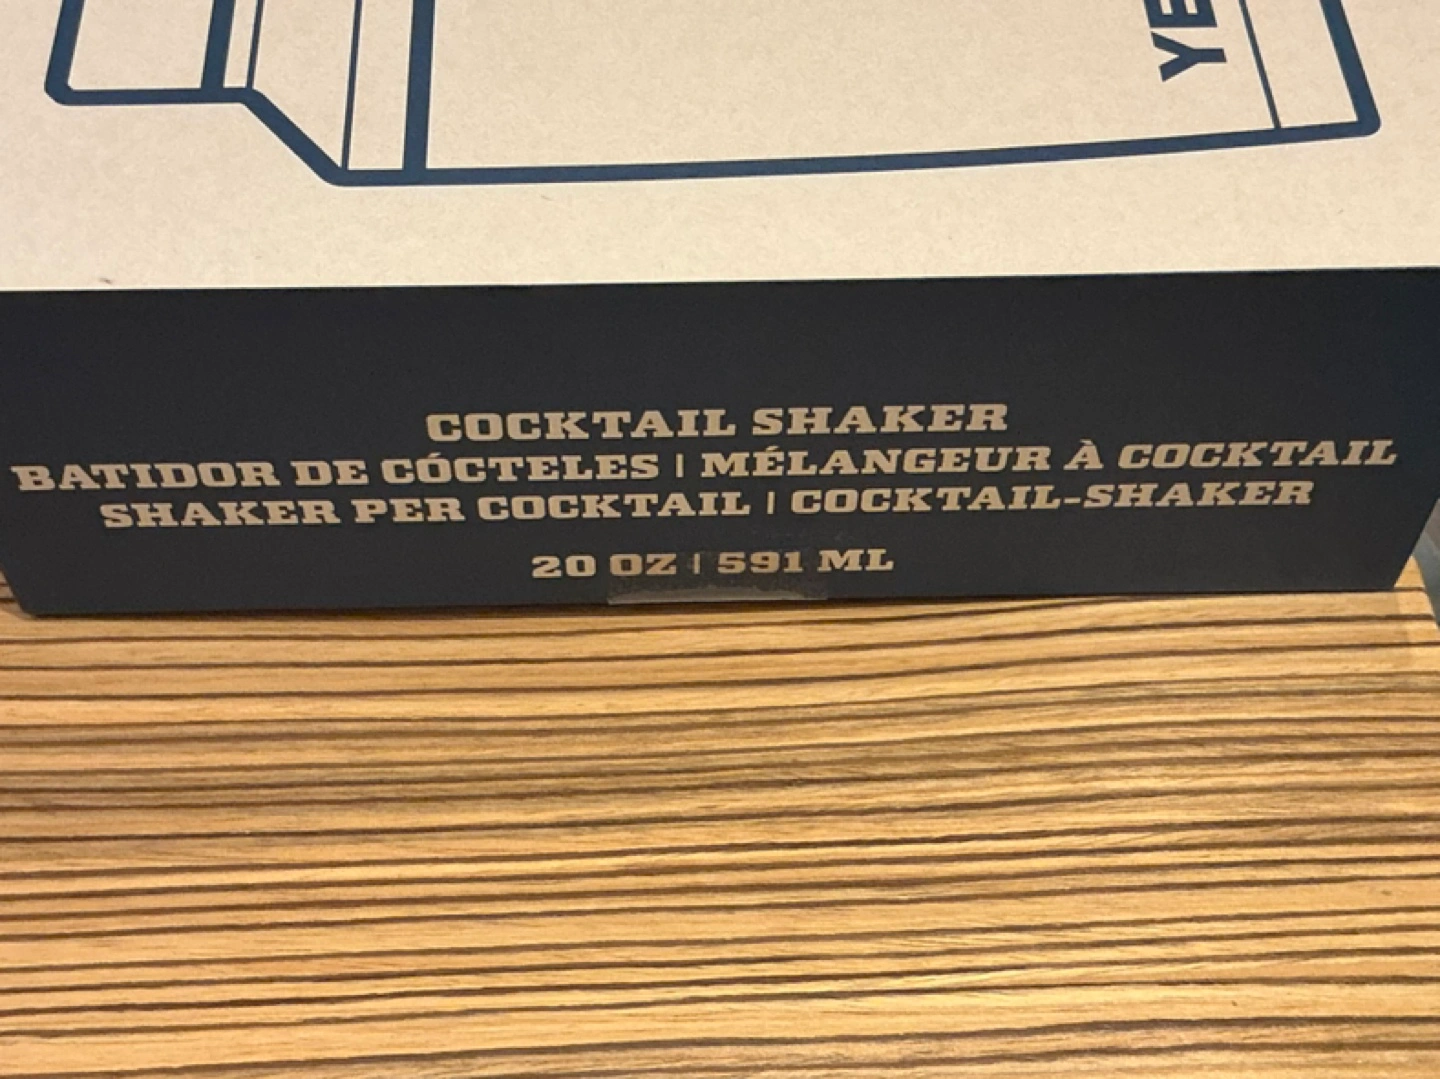 YE
COCKTAIL SHAKER
BATIDOR DE CÓCTELES | MÉLANGEUR À COCKTAIL
SHAKER PER COCKTAIL | COCKTAIL-SHAKER
20 OZ | 591 ML